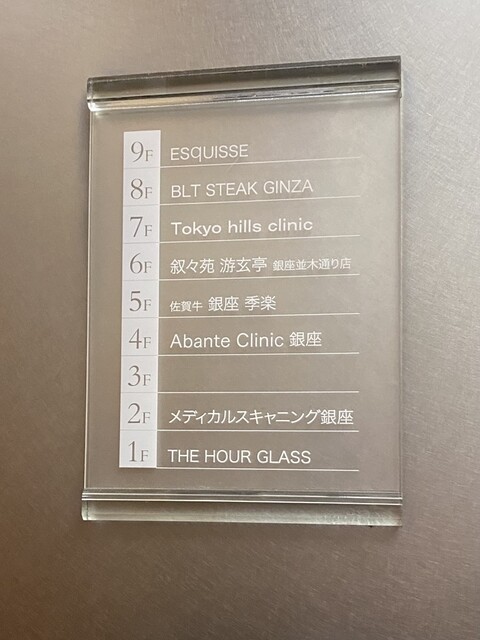 9F ESQUISSE
8F BLT STEAK GINZA
7F Tokyo hills clinic
6F 叙々苑 游玄亭 銀座並木通り店
5F 佐賀牛 銀座 季楽
4F Abante Clinic 銀座
3F
2F メディカルスキャニング銀座
1F THE HOUR GLASS